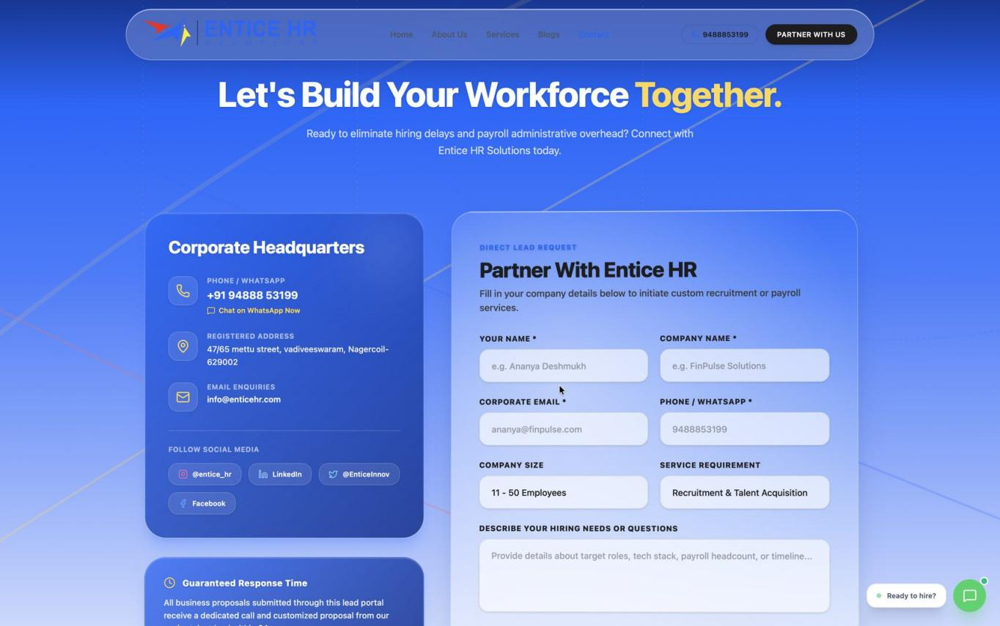 ENTICE HR
SOLUTIONS
Home
About Us
Services
Blogs
Contact
9488853199
PARTNER WITH US
Let's Build Your Workforce Together.
Ready to eliminate hiring delays and payroll administrative overhead? Connect with
Entice HR Solutions today.
Corporate Headquarters
PHONE / WHATSAPP
+91 94888 53199
Chat on WhatsApp Now
REGISTERED ADDRESS
47/65 mettu street, vadiveeswaram, Nagercoil-
629002
EMAIL ENQUIRIES
info@enticehr.com
FOLLOW SOCIAL MEDIA
@entice_hr
LinkedIn
@EnticeInnov
Facebook
Guaranteed Response Time
All business proposals submitted through this lead portal
receive a dedicated call and customized proposal from our
DIRECT LEAD REQUEST
Partner With Entice HR
Fill in your company details below to initiate custom recruitment or payroll
services.
YOUR NAME *
COMPANY NAME *
e.g. Ananya Deshmukh
e.g. FinPulse Solutions
CORPORATE EMAIL *
PHONE / WHATSAPP *
ananya@finpulse.com
9488853199
COMPANY SIZE
SERVICE REQUIREMENT
11 - 50 Employees
Recruitment & Talent Acquisition
DESCRIBE YOUR HIRING NEEDS OR QUESTIONS
Provide details about target roles, tech stack, payroll headcount, or timeline...
Ready to hire?